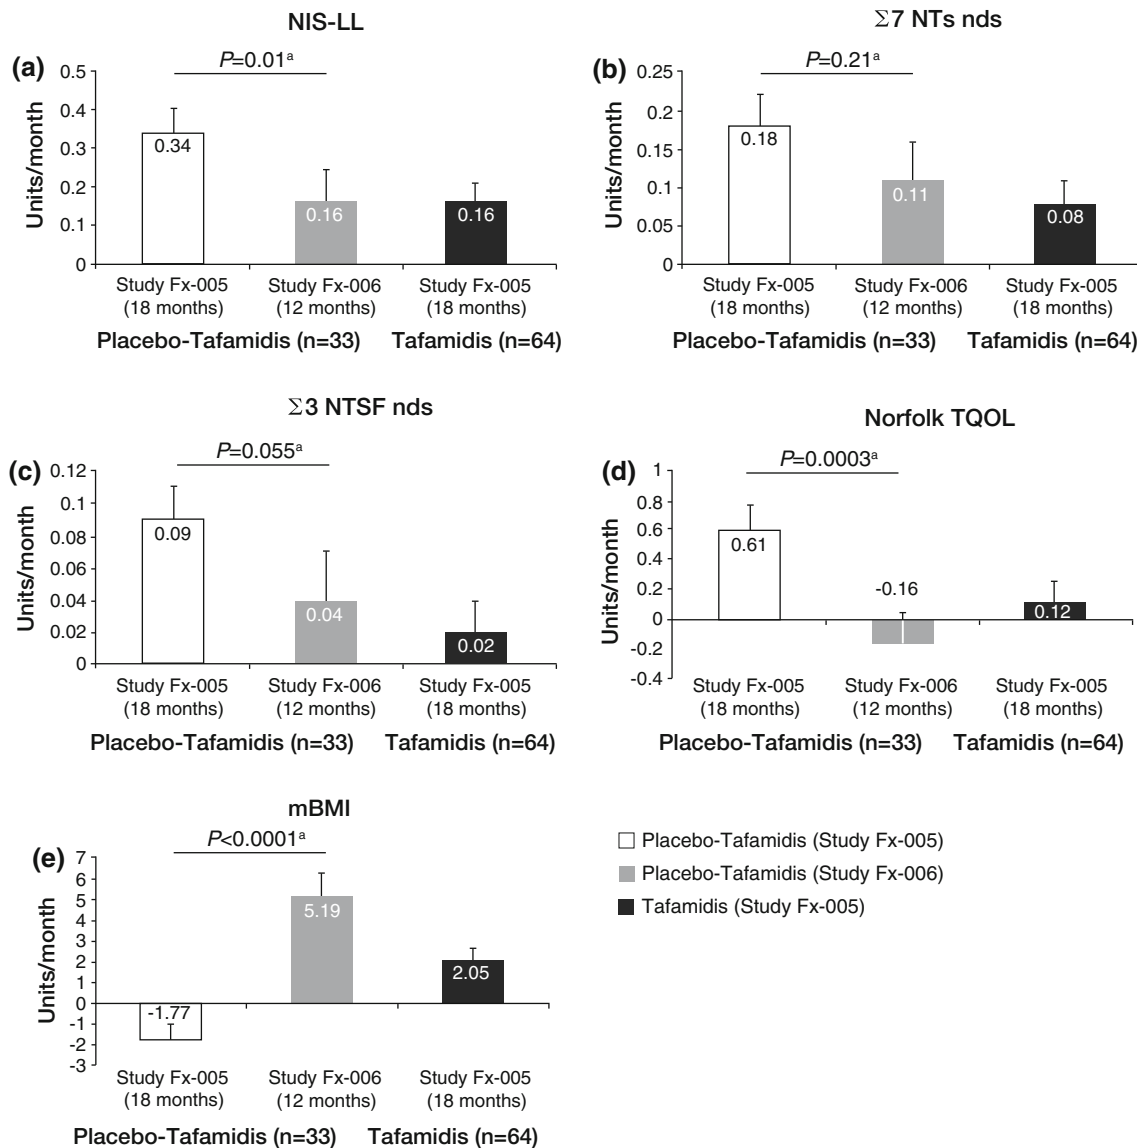 NIS-LL
(a)
P=0.01ª
Units/month
0.5
0.4
0.3
0.2
0.1
0
0.34
0.16
0.16
Study Fx-005
(18 months)
Study Fx-006
(12 months)
Study Fx-005
(18 months)
Placebo-Tafamidis (n=33)
Tafamidis (n=64)
Σ7 NTs nds
(b)
P=0.21ª
Units/month
0.25
0.2
0.15
0.1
0.05
0
0.18
0.11
0.08
Study Fx-005
(18 months)
Study Fx-006
(12 months)
Study Fx-005
(18 months)
Placebo-Tafamidis (n=33)
Tafamidis (n=64)
Σ3 NTSF nds
(c)
P=0.055ª
Units/month
0.12
0.1
0.08
0.06
0.04
0.02
0
0.09
0.04
0.02
Study Fx-005
(18 months)
Study Fx-006
(12 months)
Study Fx-005
(18 months)
Placebo-Tafamidis (n=33)
Tafamidis (n=64)
Norfolk TQOL
(d)
P=0.0003ª
Units/month
1
0.8
0.6
0.4
0.2
0
-0.2
-0.4
0.61
-0.16
0.12
Study Fx-005
(18 months)
Study Fx-006
(12 months)
Study Fx-005
(18 months)
Placebo-Tafamidis (n=33)
Tafamidis (n=64)
mBMI
(e)
P<0.0001ª
Units/month
7
6
5
4
3
2
1
0
-1
-2
-3
-1.77
5.19
2.05
Study Fx-005
(18 months)
Study Fx-006
(12 months)
Study Fx-005
(18 months)
Placebo-Tafamidis (n=33)
Tafamidis (n=64)
Placebo-Tafamidis (Study Fx-005)
Placebo-Tafamidis (Study Fx-006)
Tafamidis (Study Fx-005)